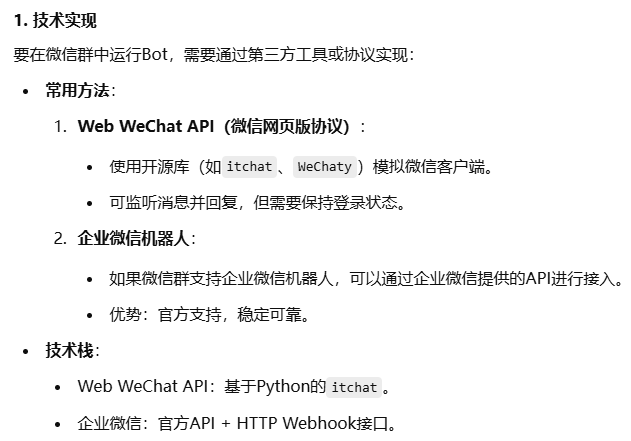 1. 技术实现
要在微信群中运行Bot，需要通过第三方工具或协议实现：
• 常用方法：
1. Web WeChat API（微信网页版协议）：
• 使用开源库（如 itchat、WeChaty）模拟微信客户端。
• 可监听消息并回复，但需要保持登录状态。
2. 企业微信机器人：
• 如果微信群支持企业微信机器人，可以通过企业微信提供的API进行接入。
• 优势：官方支持，稳定可靠。
• 技术栈：
• Web WeChat API：基于Python的 itchat。
• 企业微信：官方API + HTTP Webhook接口。